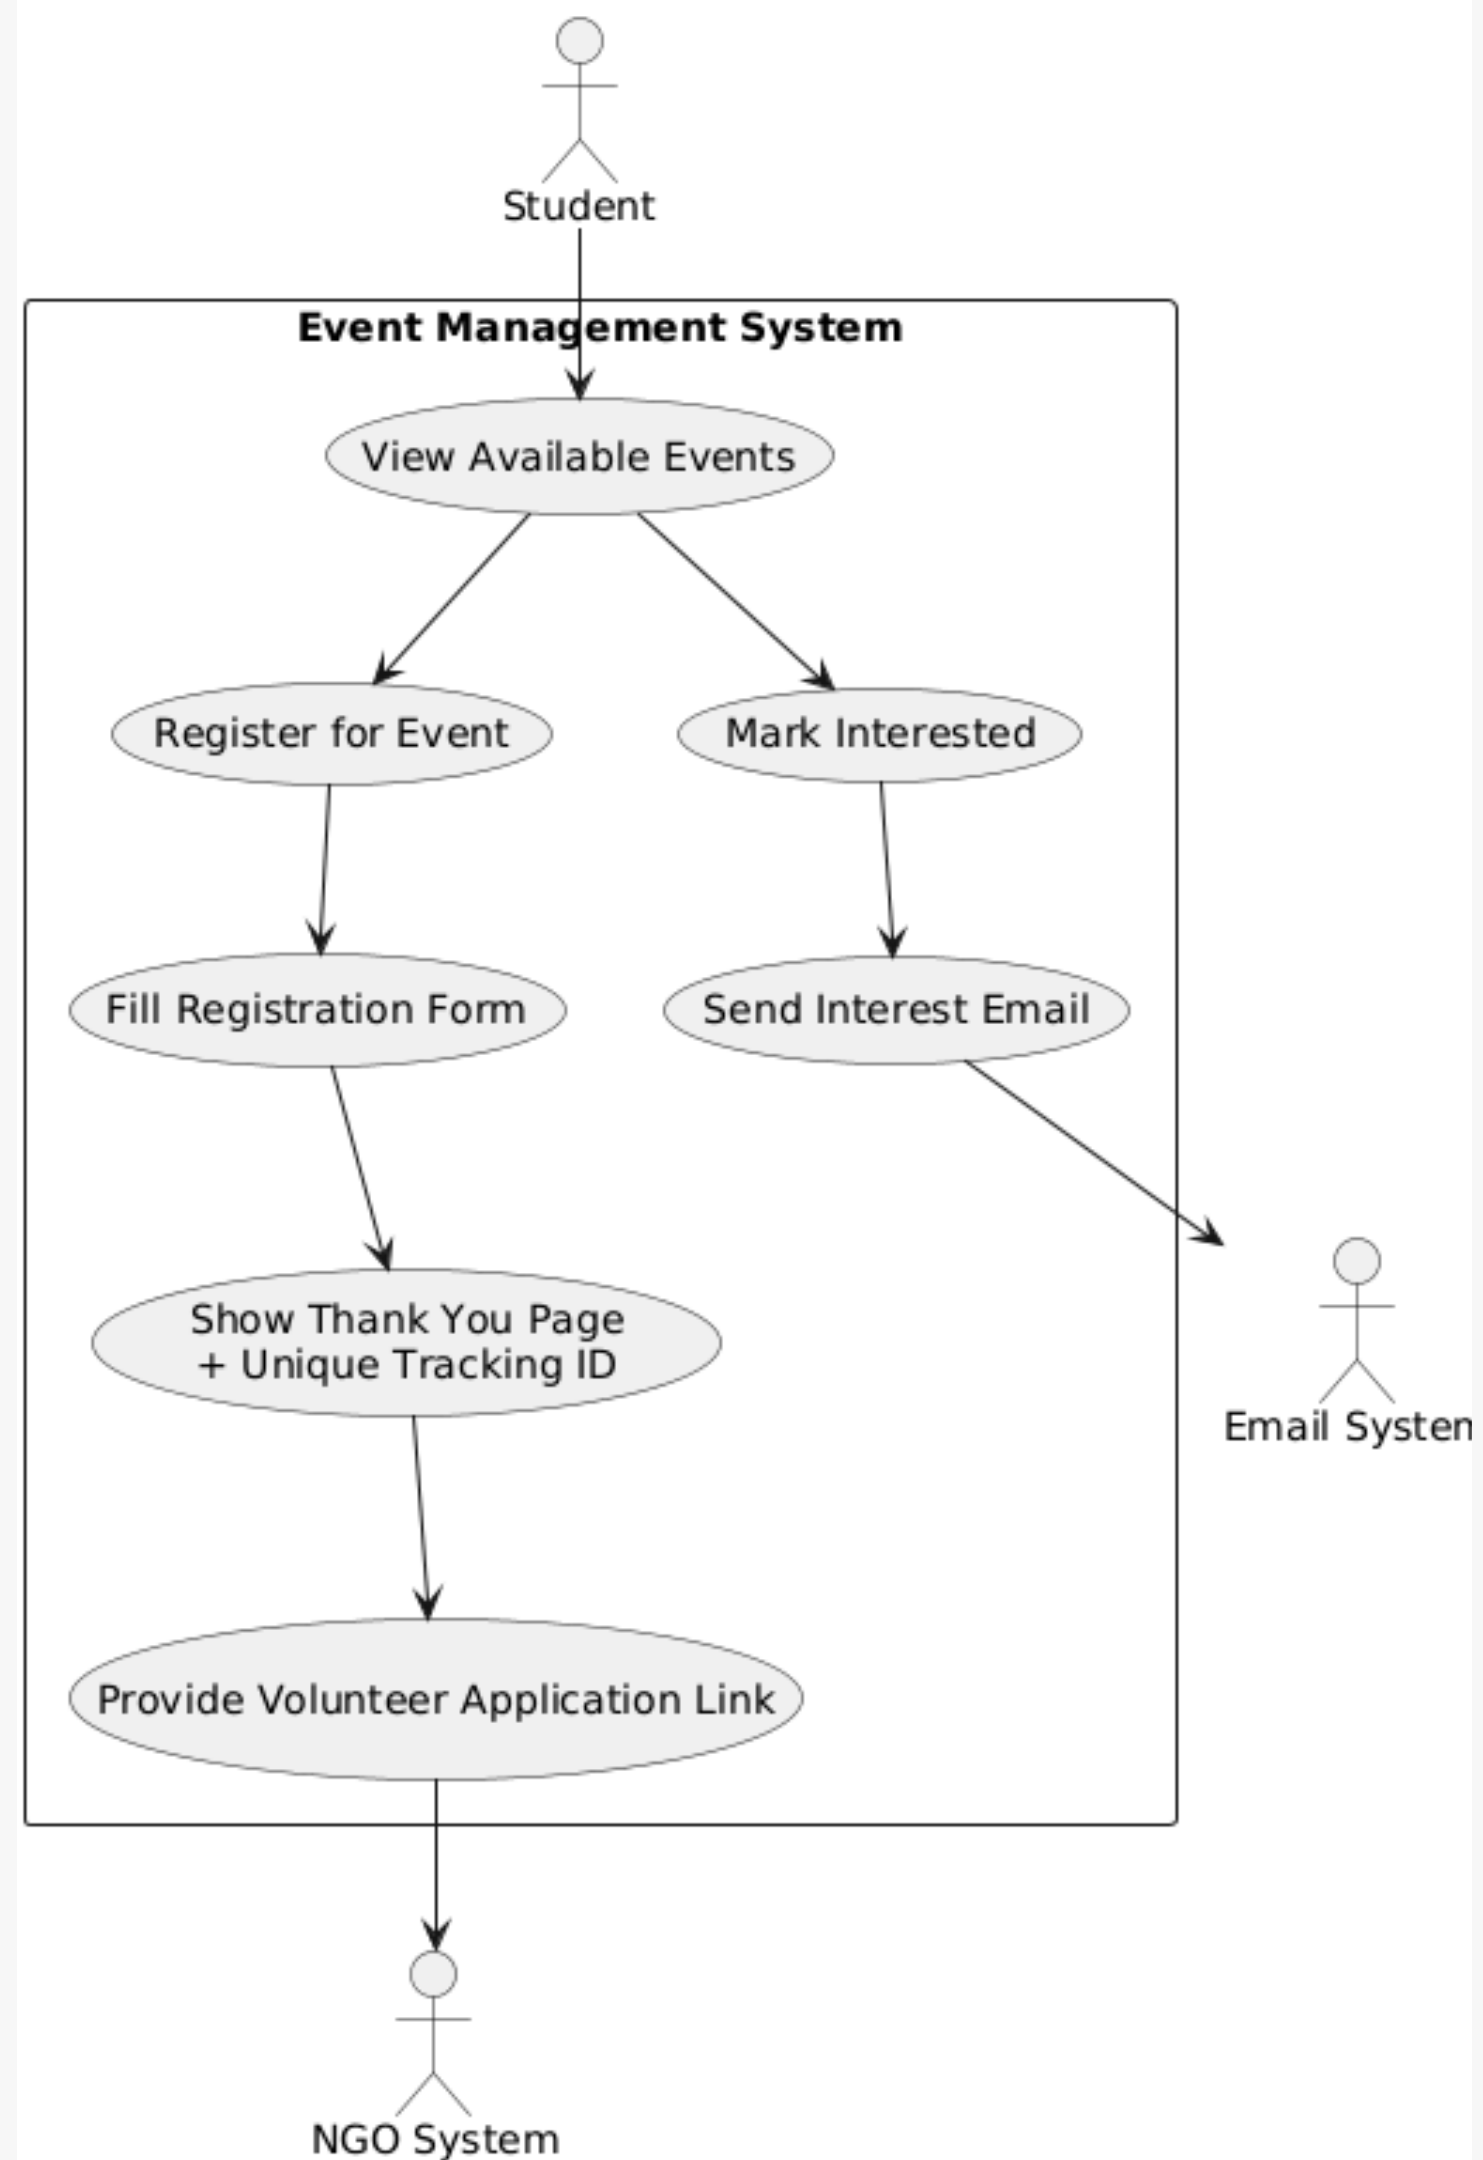 Student
Event Management System
View Available Events
Register for Event
Mark Interested
Fill Registration Form
Send Interest Email
Show Thank You Page
+ Unique Tracking ID
Email System
Provide Volunteer Application Link
NGO System